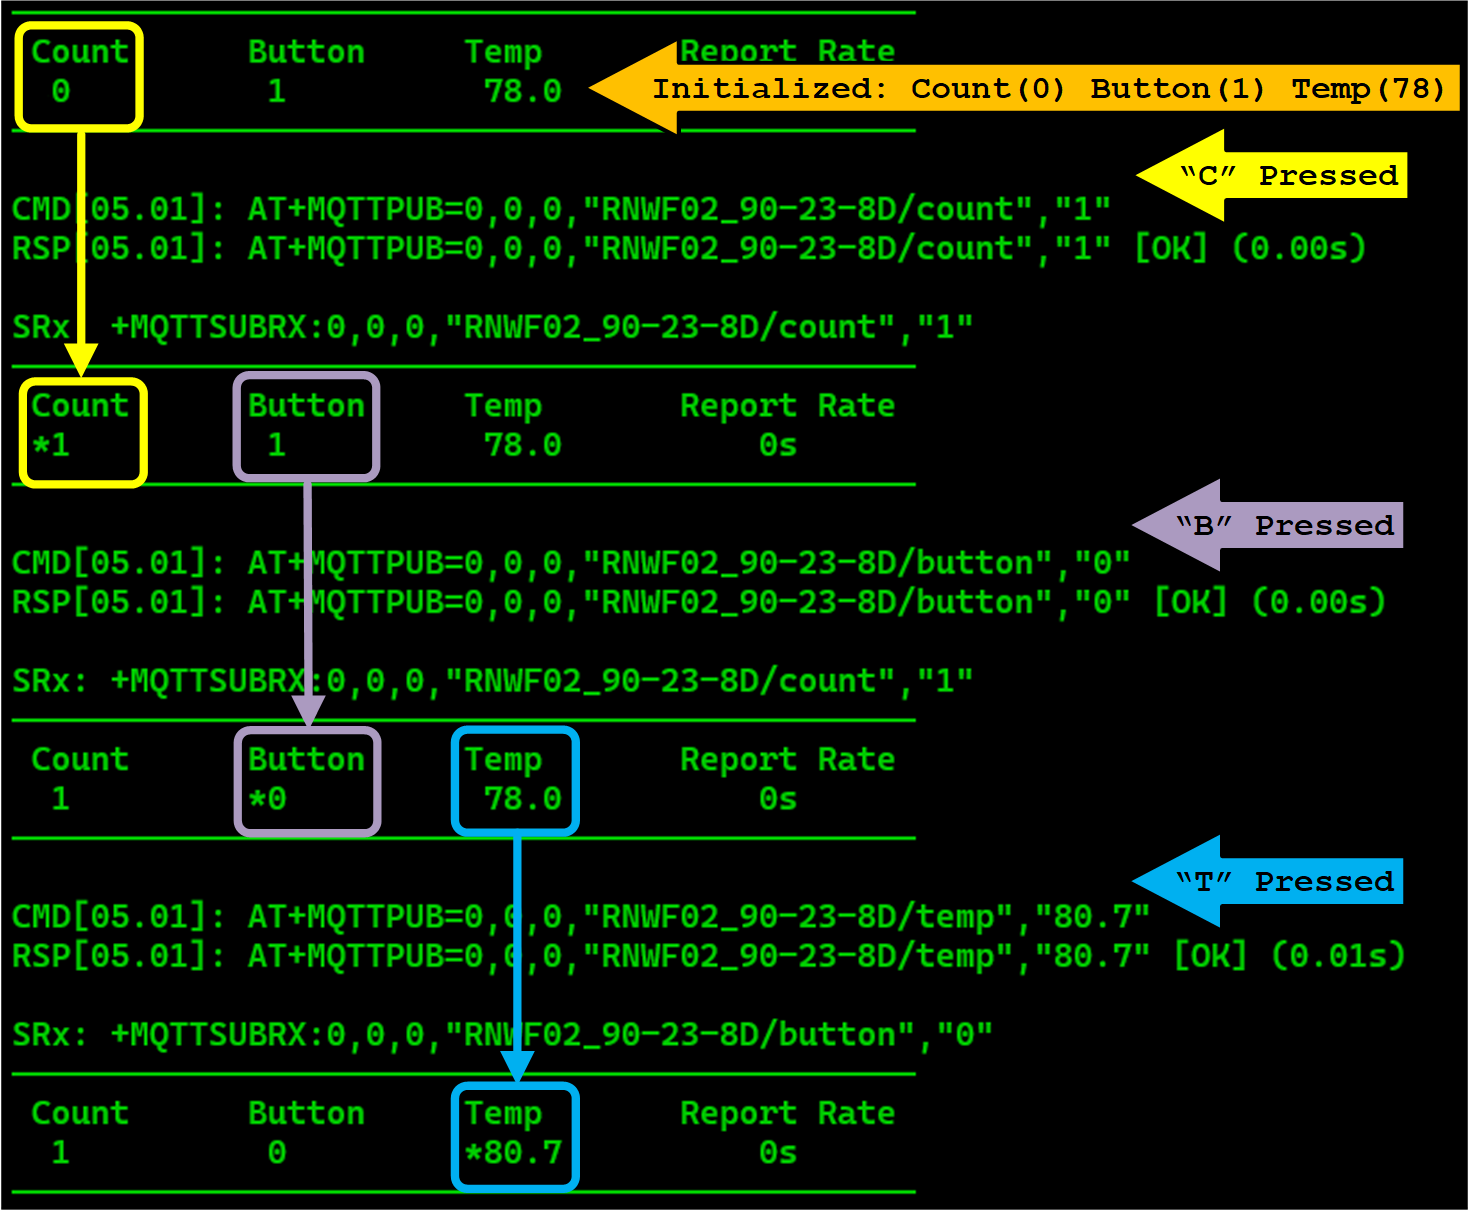 Count Button Temp Report Rate
0 1 78.0
Initialized: Count(0) Button(1) Temp(78)
“C” Pressed
CMD[05.01]: AT+MQTTPUB=0,0,0,"RNWF02_90-23-8D/count","1"
RSP[05.01]: AT+MQTTPUB=0,0,0,"RNWF02_90-23-8D/count","1" [OK] (0.00s)
SRx +MQTTSUBRX:0,0,0,"RNWF02_90-23-8D/count","1"
Count Button Temp Report Rate
*1 1 78.0 0s
“B” Pressed
CMD[05.01]: AT+MQTTPUB=0,0,0,"RNWF02_90-23-8D/button","0"
RSP[05.01]: AT+MQTTPUB=0,0,0,"RNWF02_90-23-8D/button","0" [OK] (0.00s)
SRx: +MQTTSUBRX:0,0,0,"RNWF02_90-23-8D/count","1"
Count Button Temp Report Rate
1 *0 78.0 0s
“T” Pressed
CMD[05.01]: AT+MQTTPUB=0,0,0,"RNWF02_90-23-8D/temp","80.7"
RSP[05.01]: AT+MQTTPUB=0,0,0,"RNWF02_90-23-8D/temp","80.7" [OK] (0.01s)
SRx: +MQTTSUBRX:0,0,0,"RNWF02_90-23-8D/button","0"
Count Button Temp Report Rate
1 0 *80.7 0s